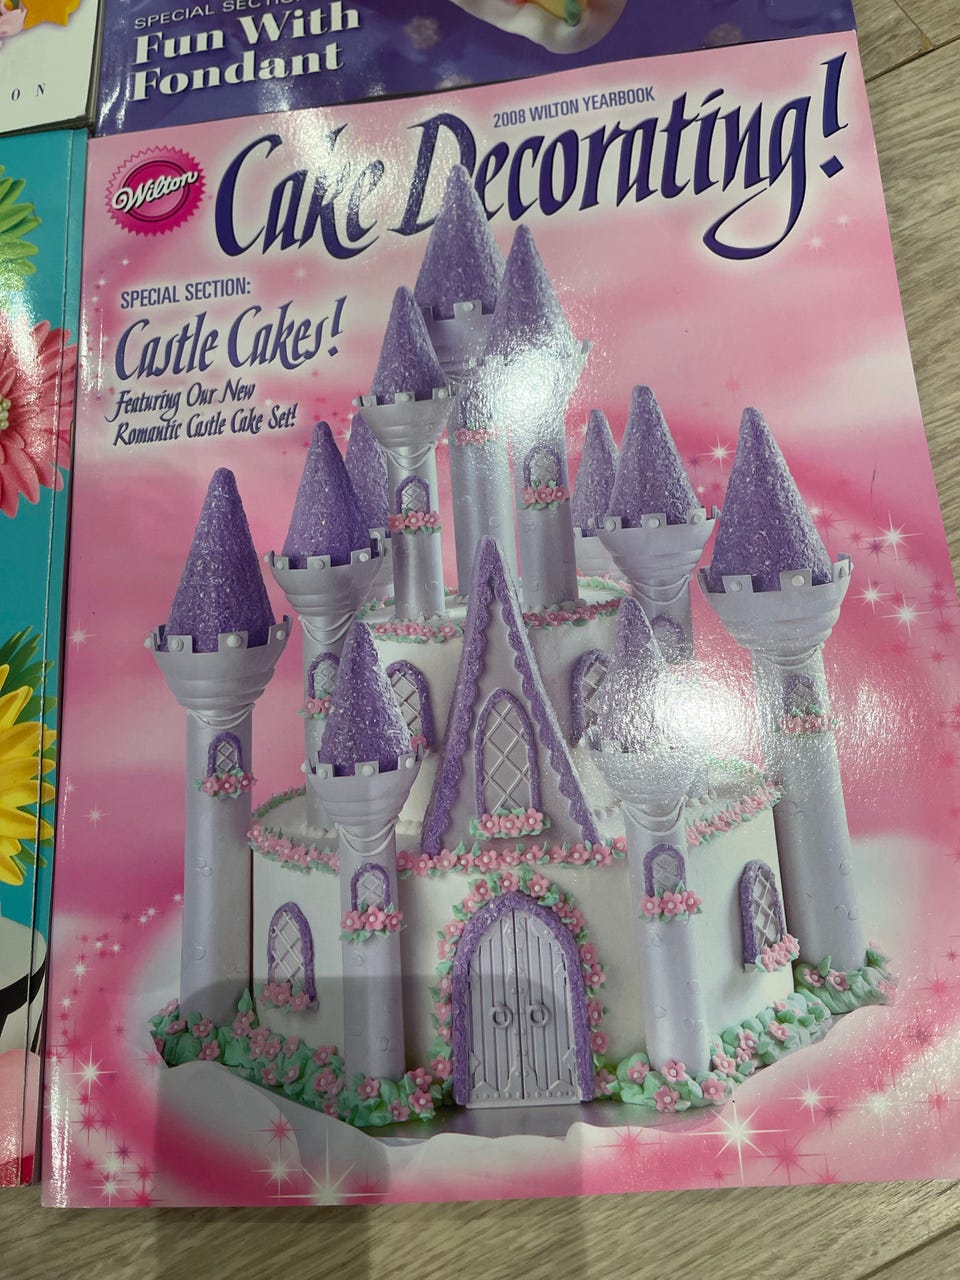 SPECIAL SECTION
Fun With
Fondant
O N
2008 WILTON YEARBOOK
Cake Decorating!
Wilton
SPECIAL SECTION:
Castle Cakes!
Featuring Our New
Romantic Castle Cake Set!